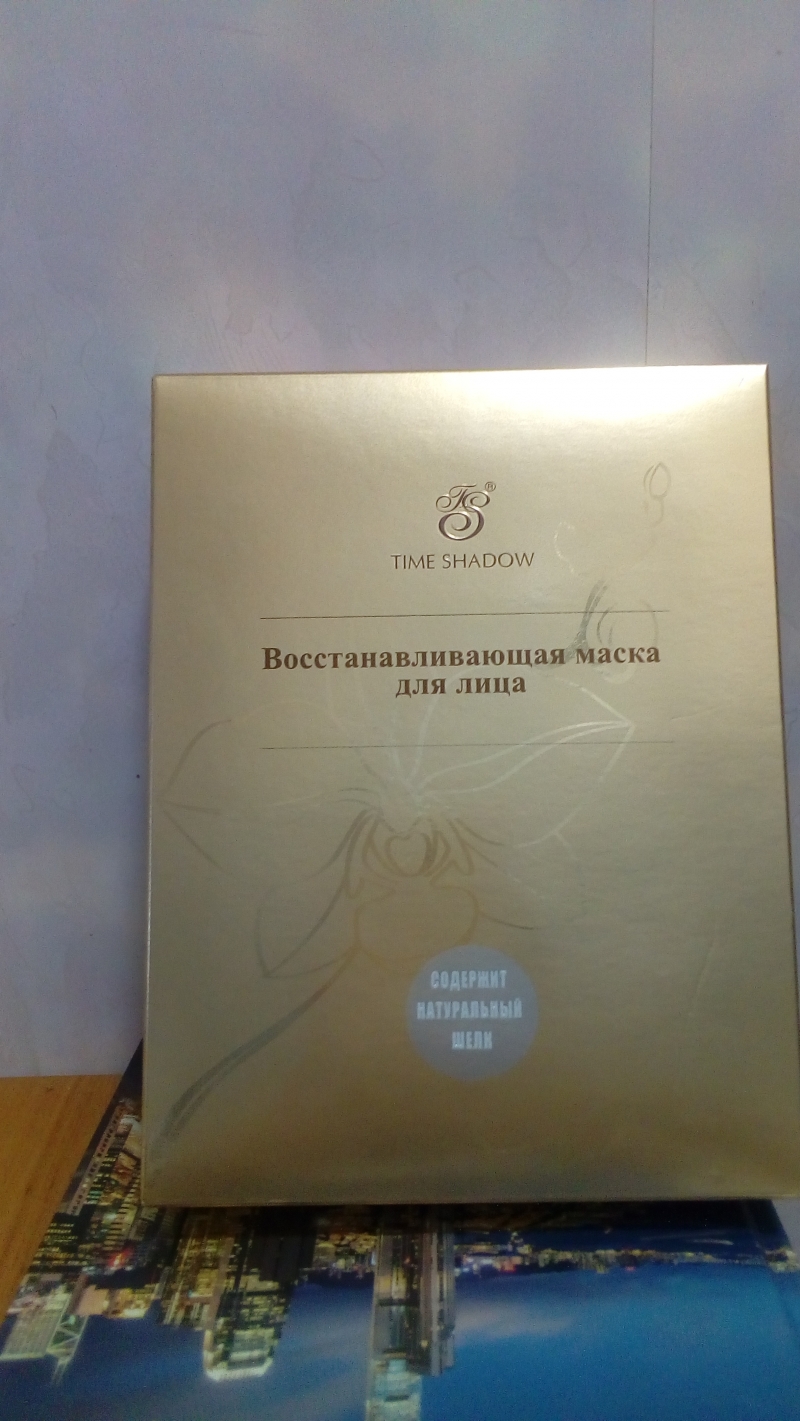 TS®
TIME SHADOW
Восстанавливающая маска
для лица
СОДЕРЖИТ
НАТУРАЛЬНЫЙ
ШЕЛК